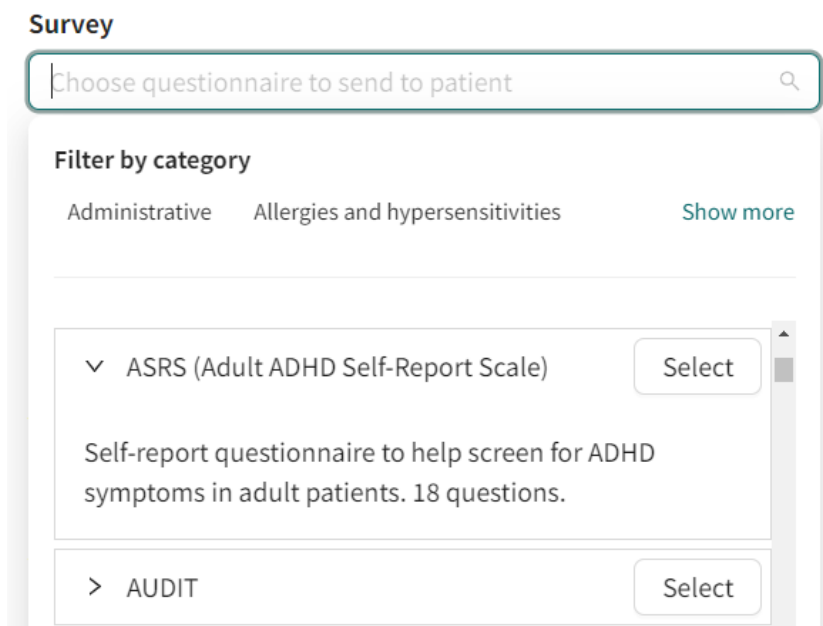 Survey
Choose questionnaire to send to patient
Filter by category
Administrative Allergies and hypersensitivities Show more
ASRS (Adult ADHD Self-Report Scale) Select
Self-report questionnaire to help screen for ADHD
symptoms in adult patients. 18 questions.
AUDIT Select